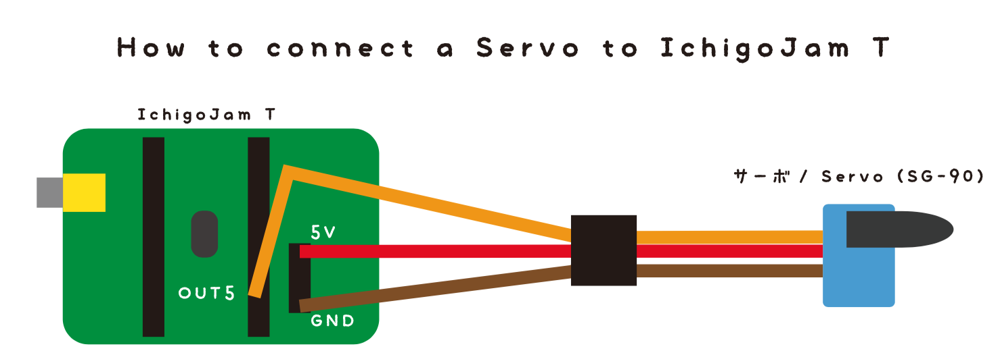 How to connect a Servo to IchigoJam T
IchigoJam T
サーボ / Servo (SG-90)
5V
OUT5
GND